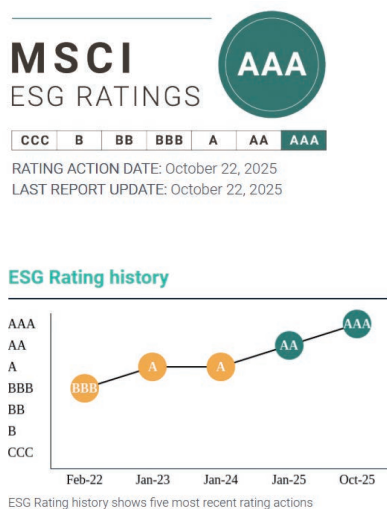 MSCI
ESG RATINGS
AAA
CCC B BB BBB A AA AAA
RATING ACTION DATE: October 22, 2025
LAST REPORT UPDATE: October 22, 2025
ESG Rating history
AAA
AA
A
BBB
BB
B
CCC
BBB A A AA AAA
Feb-22 Jan-23 Jan-24 Jan-25 Oct-25
ESG Rating history shows five most recent rating actions